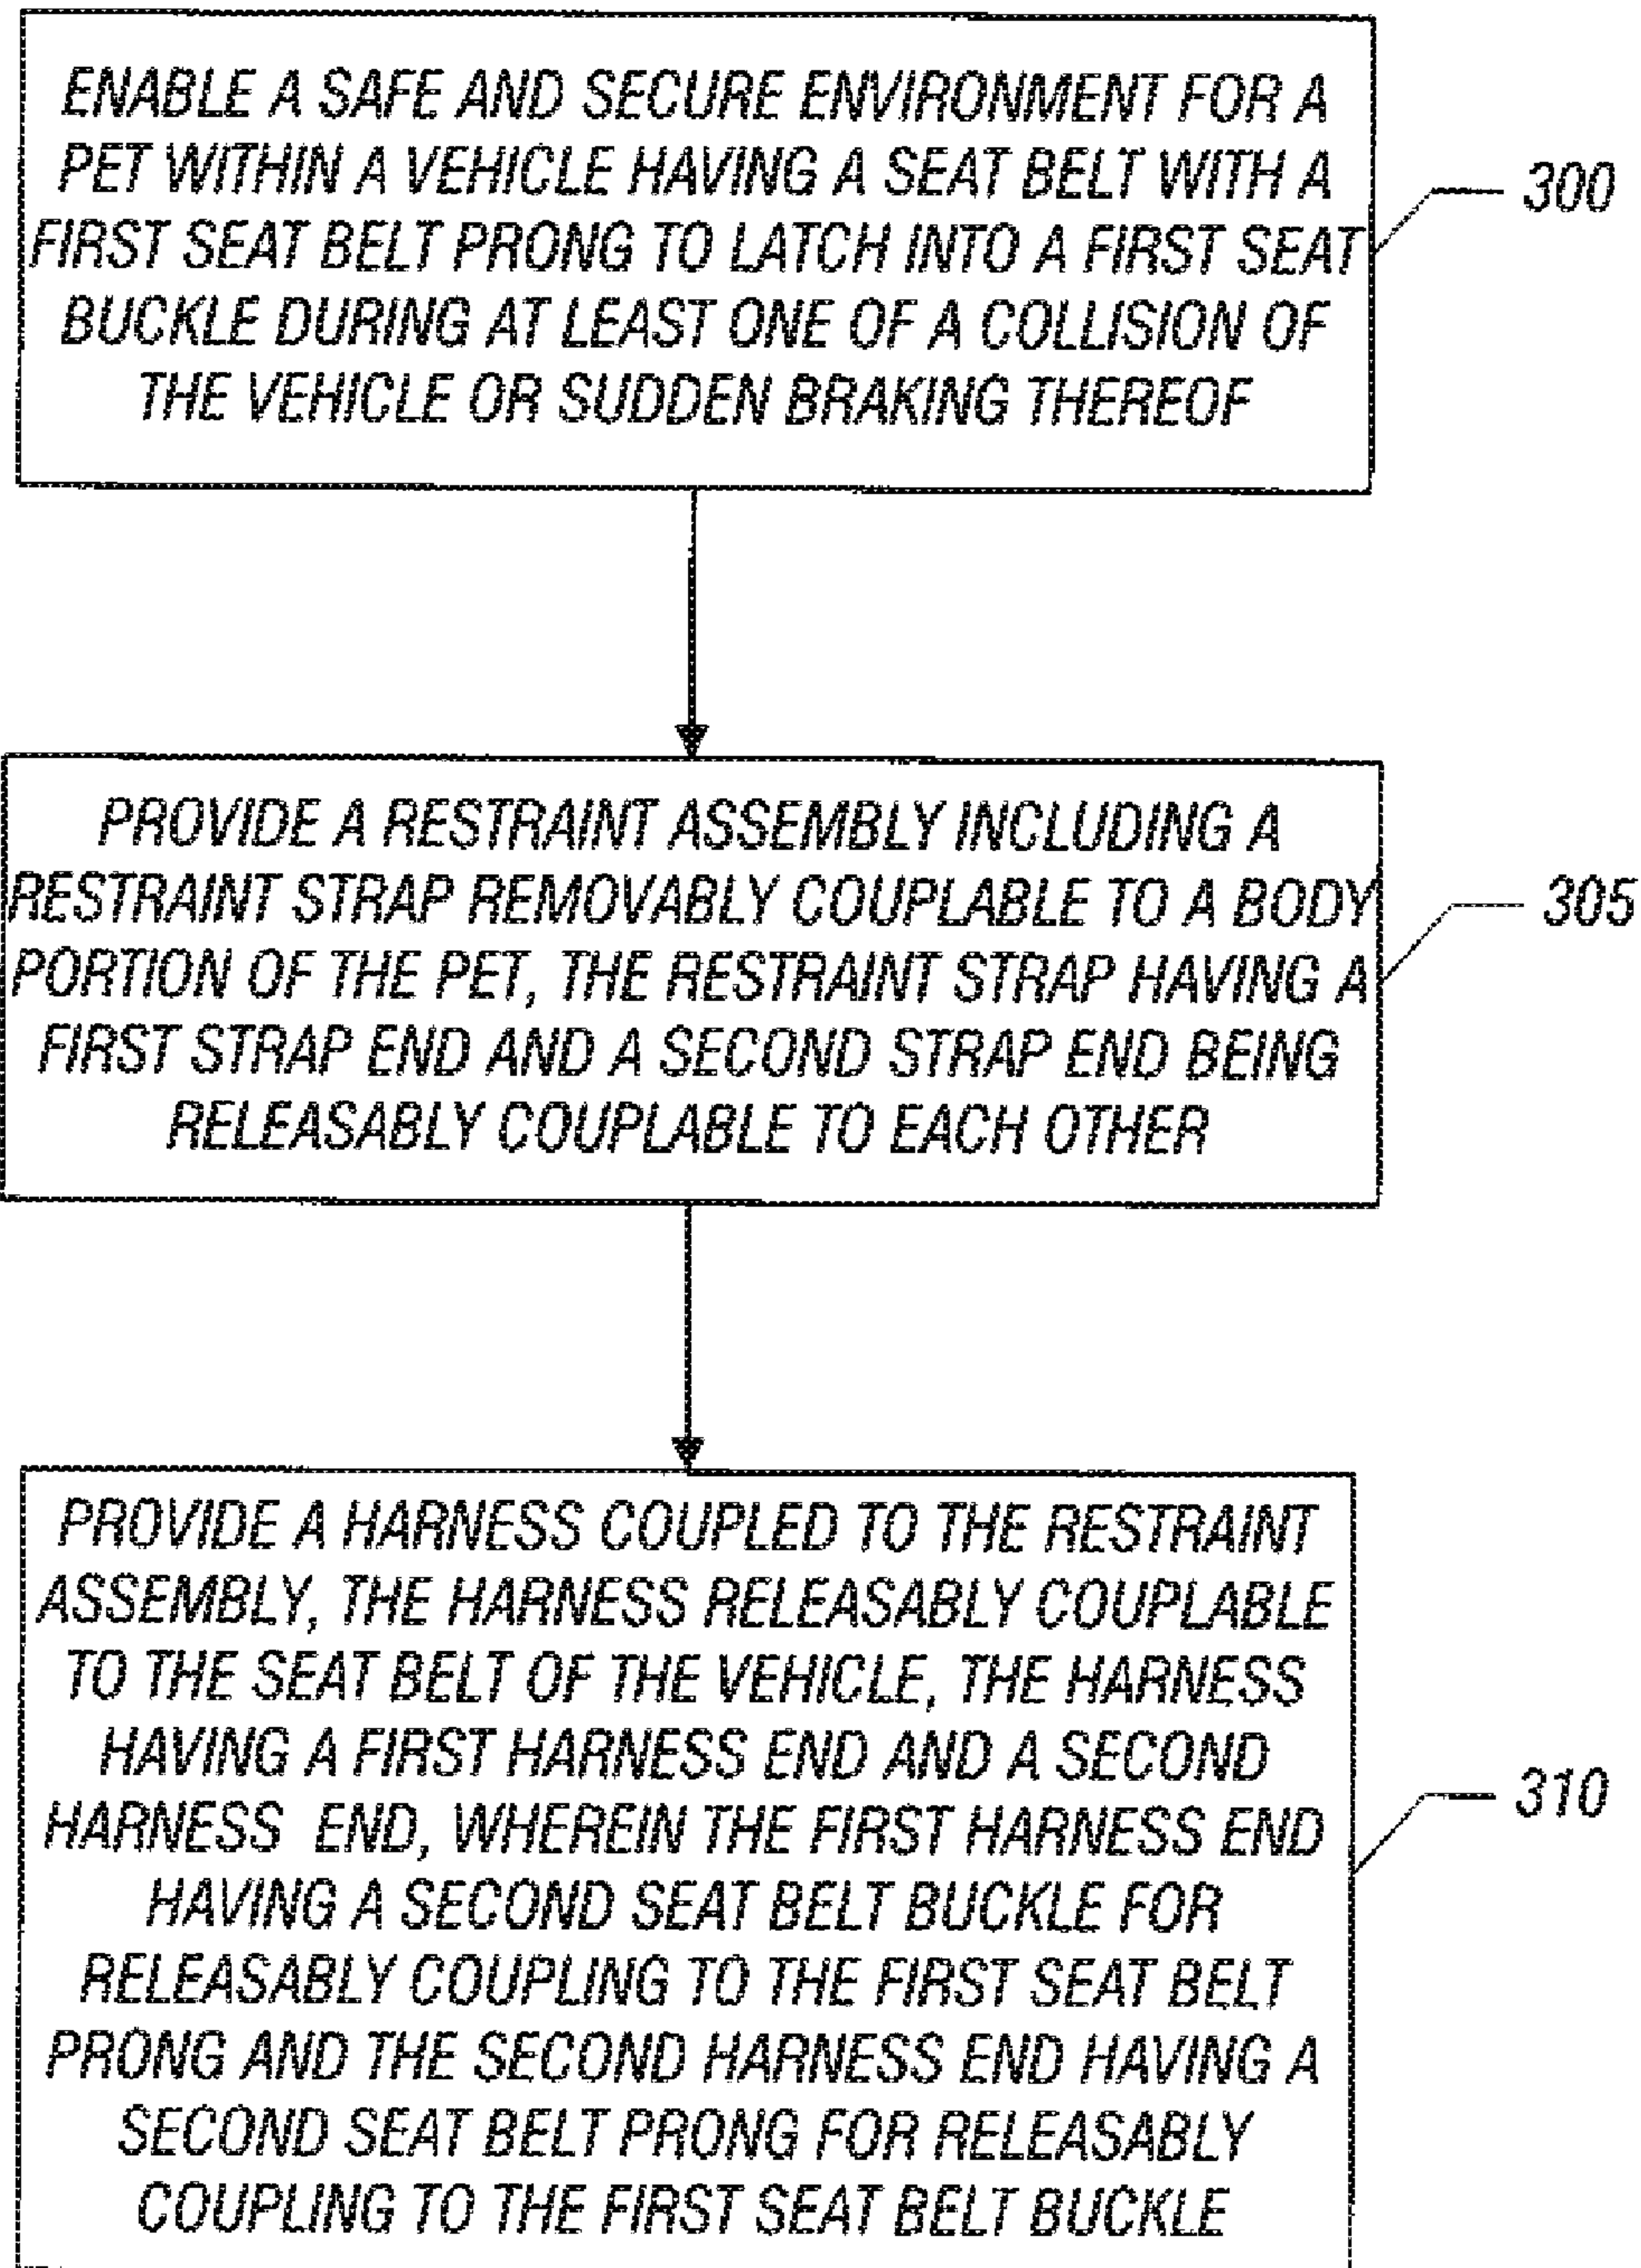 ENABLE A SAFE AND SECURE ENVIRONMENT FOR A
PET WITHIN A VEHICLE HAVING A SEAT BELT WITH A
FIRST SEAT BELT PRONG TO LATCH INTO A FIRST SEAT
BUCKLE DURING AT LEAST ONE OF A COLLISION OF
THE VEHICLE OR SUDDEN BRAKING THEREOF
300
PROVIDE A RESTRAINT ASSEMBLY INCLUDING A
RESTRAINT STRAP REMOVABLY COUPLABLE TO A BODY
PORTION OF THE PET, THE RESTRAINT STRAP HAVING A
FIRST STRAP END AND A SECOND STRAP END BEING
RELEASABLY COUPLABLE TO EACH OTHER
305
PROVIDE A HARNESS COUPLED TO THE RESTRAINT
ASSEMBLY, THE HARNESS RELEASABLY COUPLABLE
TO THE SEAT BELT OF THE VEHICLE, THE HARNESS
HAVING A FIRST HARNESS END AND A SECOND
HARNESS END, WHEREIN THE FIRST HARNESS END
HAVING A SECOND SEAT BELT BUCKLE FOR
RELEASABLY COUPLING TO THE FIRST SEAT BELT
PRONG AND THE SECOND HARNESS END HAVING A
SECOND SEAT BELT PRONG FOR RELEASABLY
COUPLING TO THE FIRST SEAT BELT BUCKLE
310